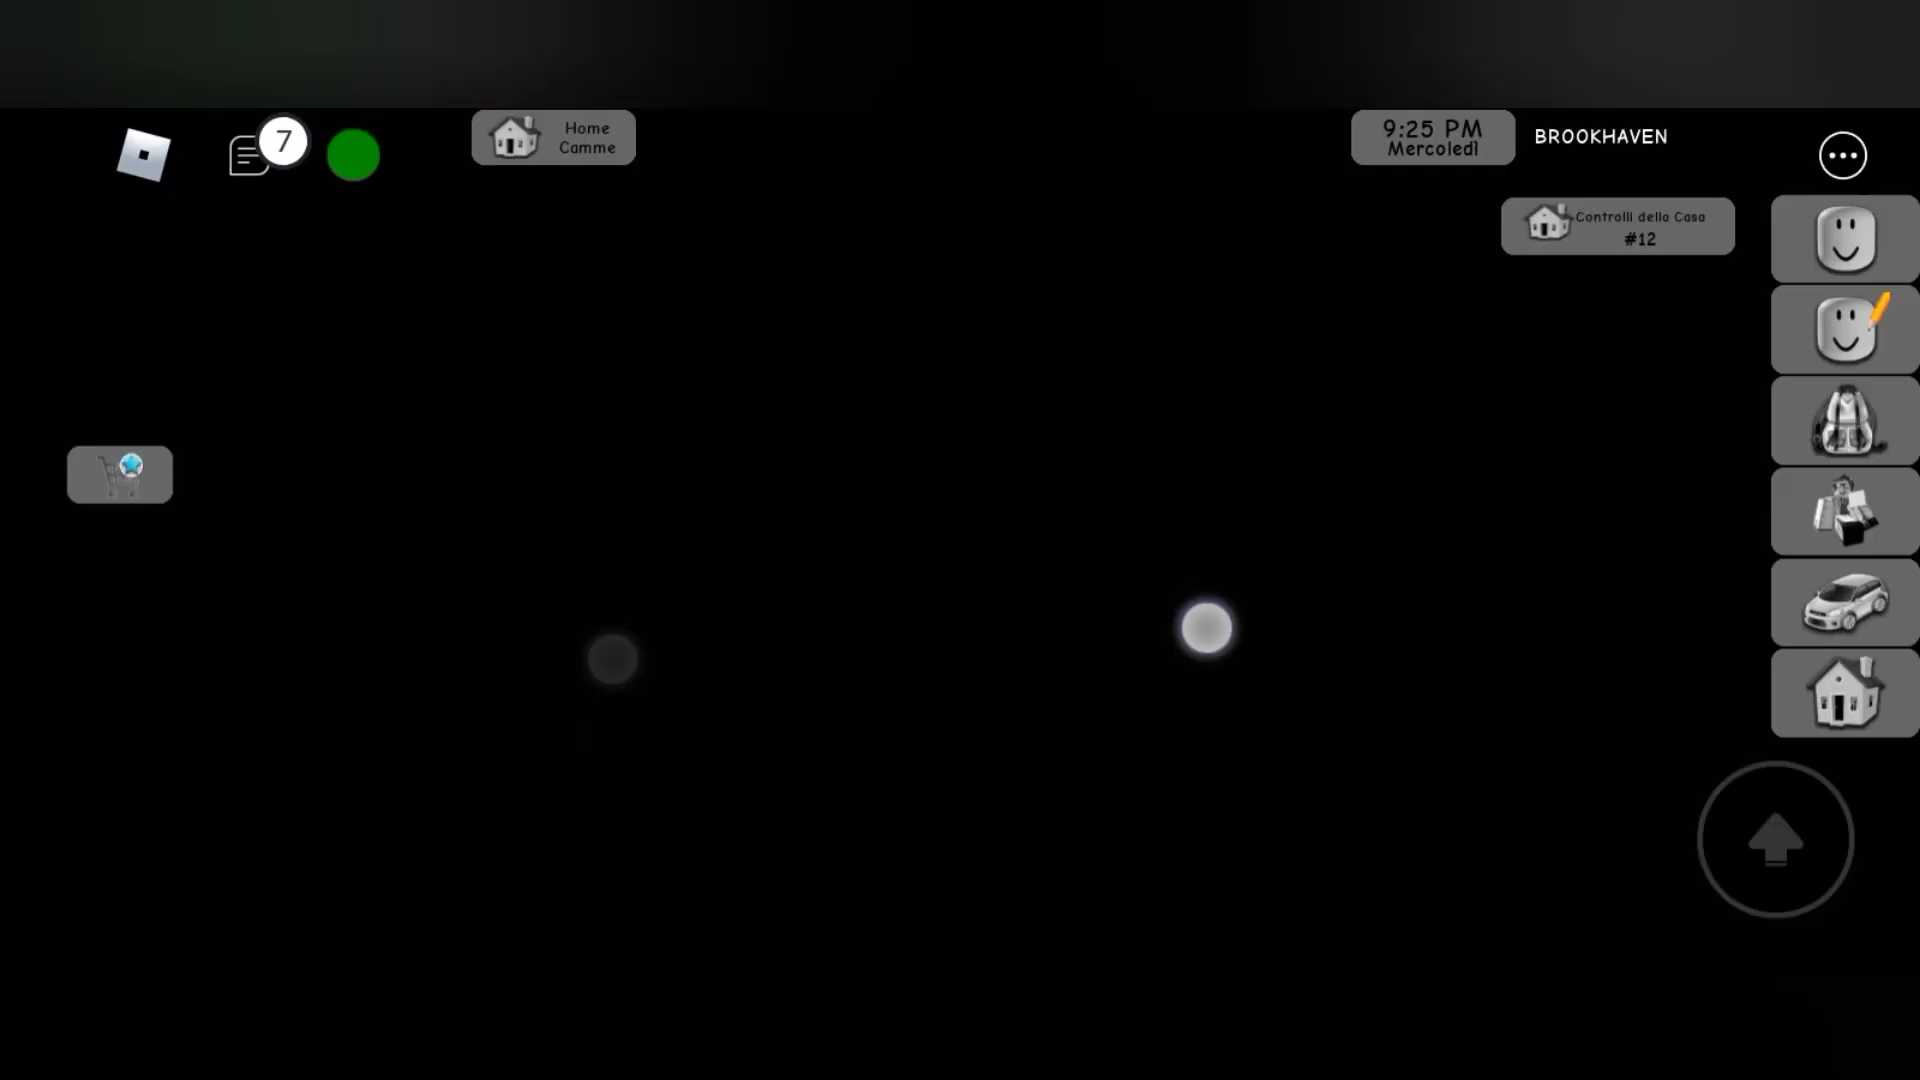 7
Home
Camme
9:25 PM
Mercoledì
BROOKHAVEN
Controlli della Casa
#12